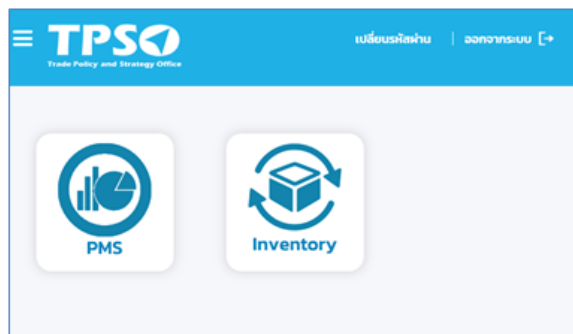 TPSO
Trade Policy and Strategy Office
เปลี่ยนรหัสผ่าน | ออกจากระบบ
PMS
Inventory